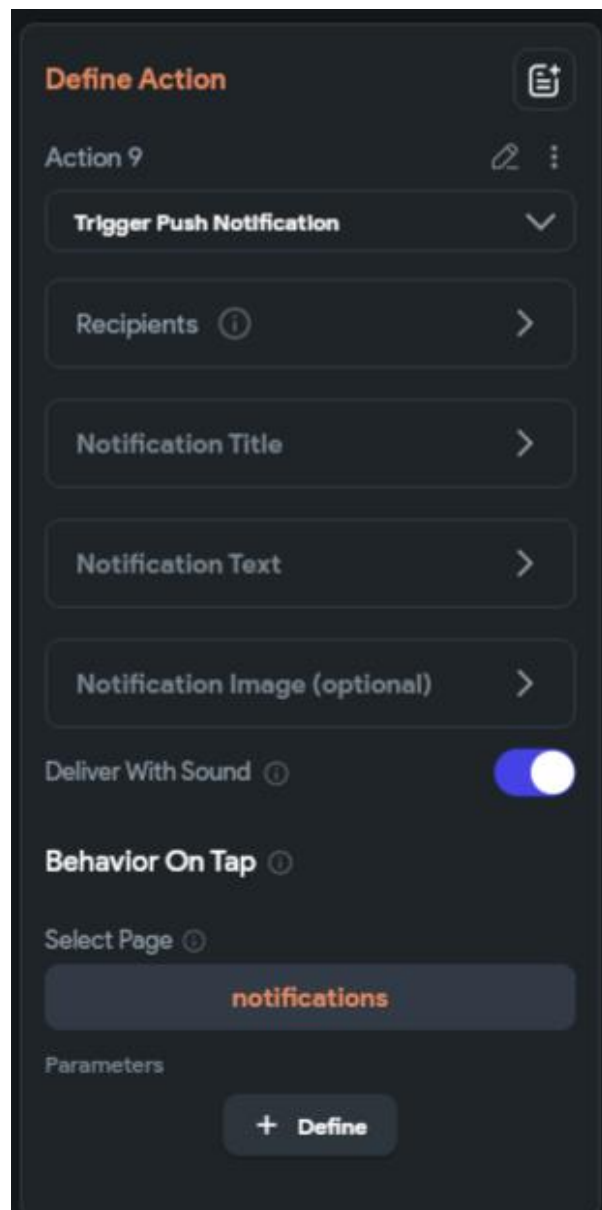 Define Action
Action 9
Trigger Push Notification
Recipients
Notification Title
Notification Text
Notification Image (optional)
Deliver With Sound
Behavior On Tap
Select Page
notifications
Parameters
+ Define